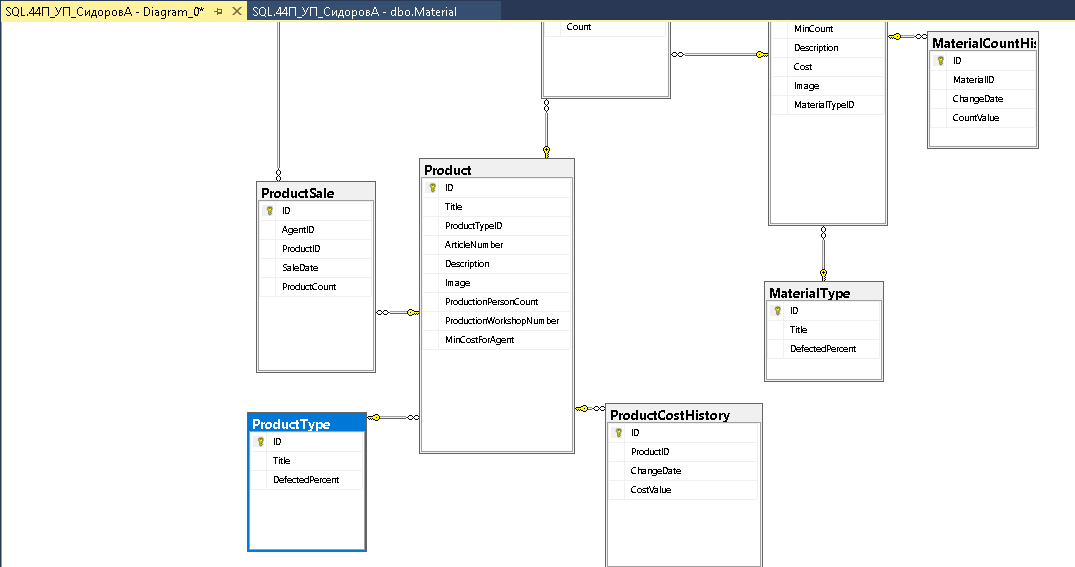 SQL.44П_УП_СидоровА - Diagram_0*
SQL.44П_УП_СидоровА - dbo.Material
Count
MinCount
Description
Cost
Image
MaterialTypeID
MaterialCountHis
ID
MaterialID
ChangeDate
CountValue
Product
ID
Title
ProductTypeID
ArticleNumber
Description
Image
ProductionPersonCount
ProductionWorkshopNumber
MinCostForAgent
ProductSale
ID
AgentID
ProductID
SaleDate
ProductCount
MaterialType
ID
Title
DefectedPercent
ProductType
ID
Title
DefectedPercent
ProductCostHistory
ID
ProductID
ChangeDate
CostValue